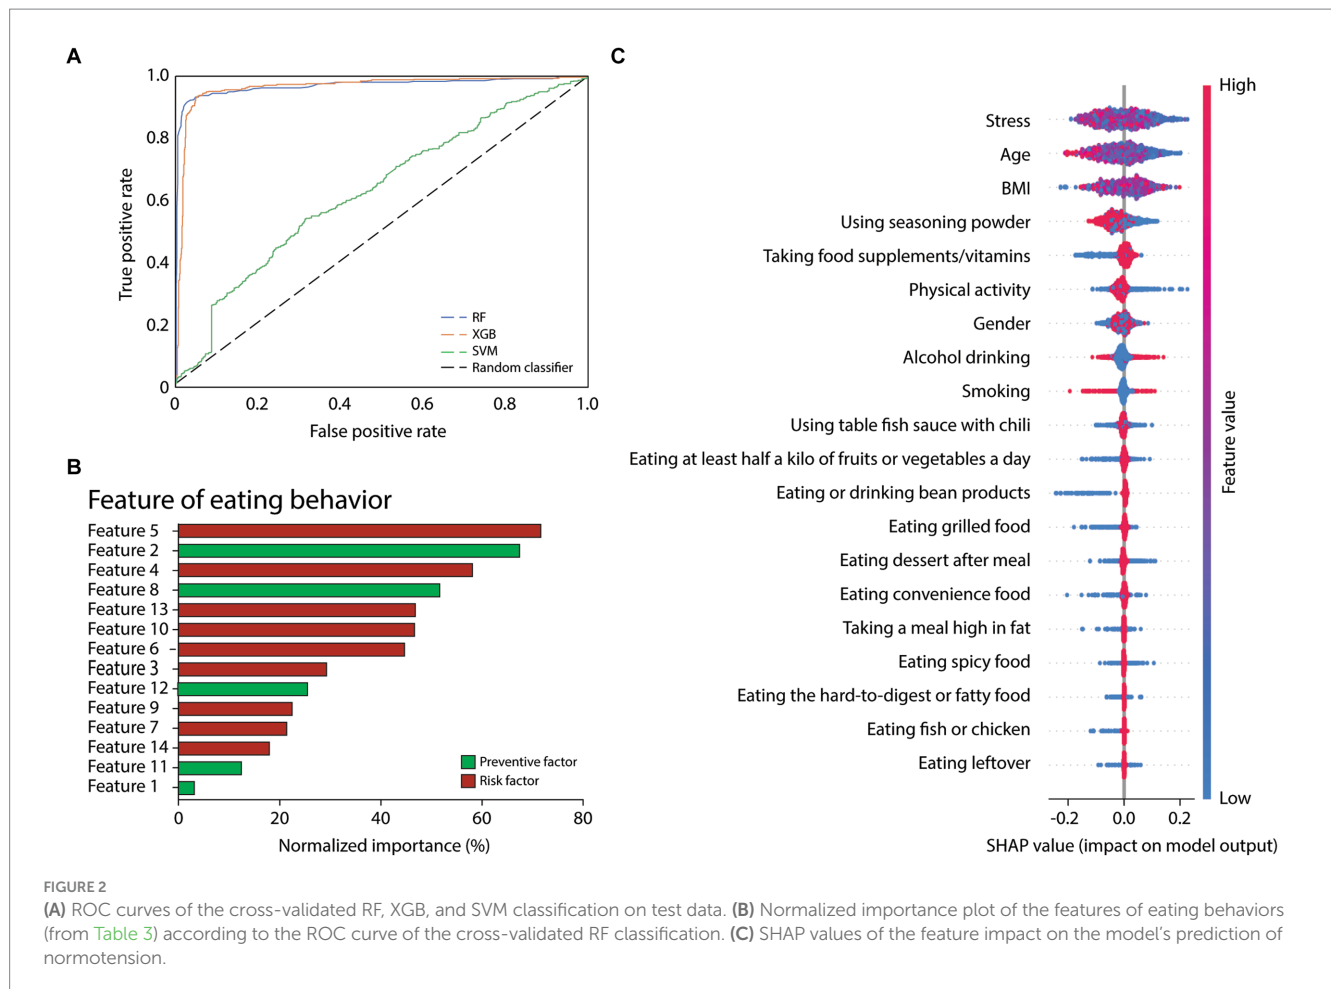 A
1.0
0.8
0.6
0.4
0.2
0
0
0.2
0.4
0.6
0.8
1.0
True positive rate
False positive rate
RF
XGB
SVM
Random classifier
B
Feature of eating behavior
Feature 5
Feature 2
Feature 4
Feature 8
Feature 13
Feature 10
Feature 6
Feature 3
Feature 12
Feature 9
Feature 7
Feature 14
Feature 11
Feature 1
Preventive factor
Risk factor
0
20
40
60
80
Normalized importance (%)
C
High
Stress
Age
BMI
Using seasoning powder
Taking food supplements/vitamins
Physical activity
Gender
Alcohol drinking
Smoking
Using table fish sauce with chili
Eating at least half a kilo of fruits or vegetables a day
Eating or drinking bean products
Eating grilled food
Eating dessert after meal
Eating convenience food
Taking a meal high in fat
Eating spicy food
Eating the hard-to-digest or fatty food
Eating fish or chicken
Eating leftover
Feature value
Low
-0.2
0.0
0.2
SHAP value (impact on model output)
FIGURE 2
(A) ROC curves of the cross-validated RF, XGB, and SVM classification on test data. (B) Normalized importance plot of the features of eating behaviors
(from Table 3) according to the ROC curve of the cross-validated RF classification. (C) SHAP values of the feature impact on the model's prediction of
normotension.